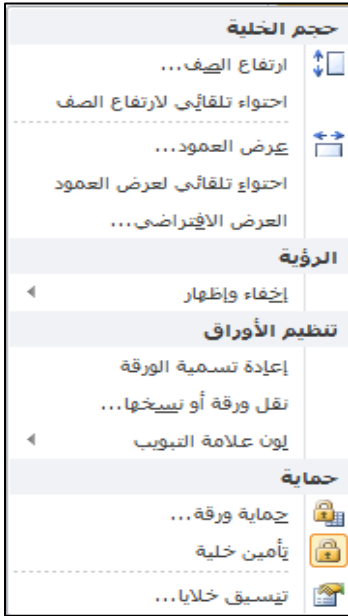 حجم الخلية
ارتفاع الصف...
احتواء تلقائي لارتفاع الصف
عرض العمود...
احتواء تلقائي لعرض العمود
العرض الافتراضي...
الرؤية
إخفاء وإظهار
تنظيم الأوراق
إعادة تسمية الورقة
نقل ورقة أو نسخها...
لون علامة التبويب
حماية
حماية ورقة...
تأمين خلية
تنسيق خلايا...